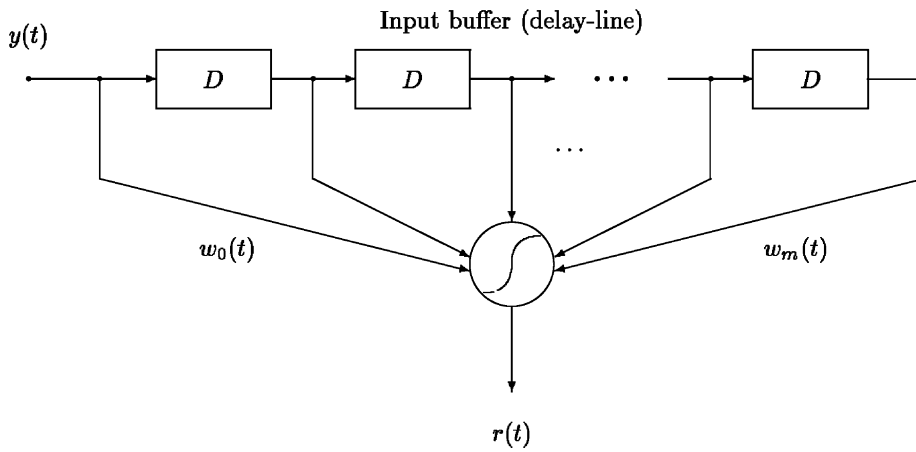 Input buffer (delay-line)
y(t)
D D ··· D
...
w₀(t) wₘ(t)
r(t)